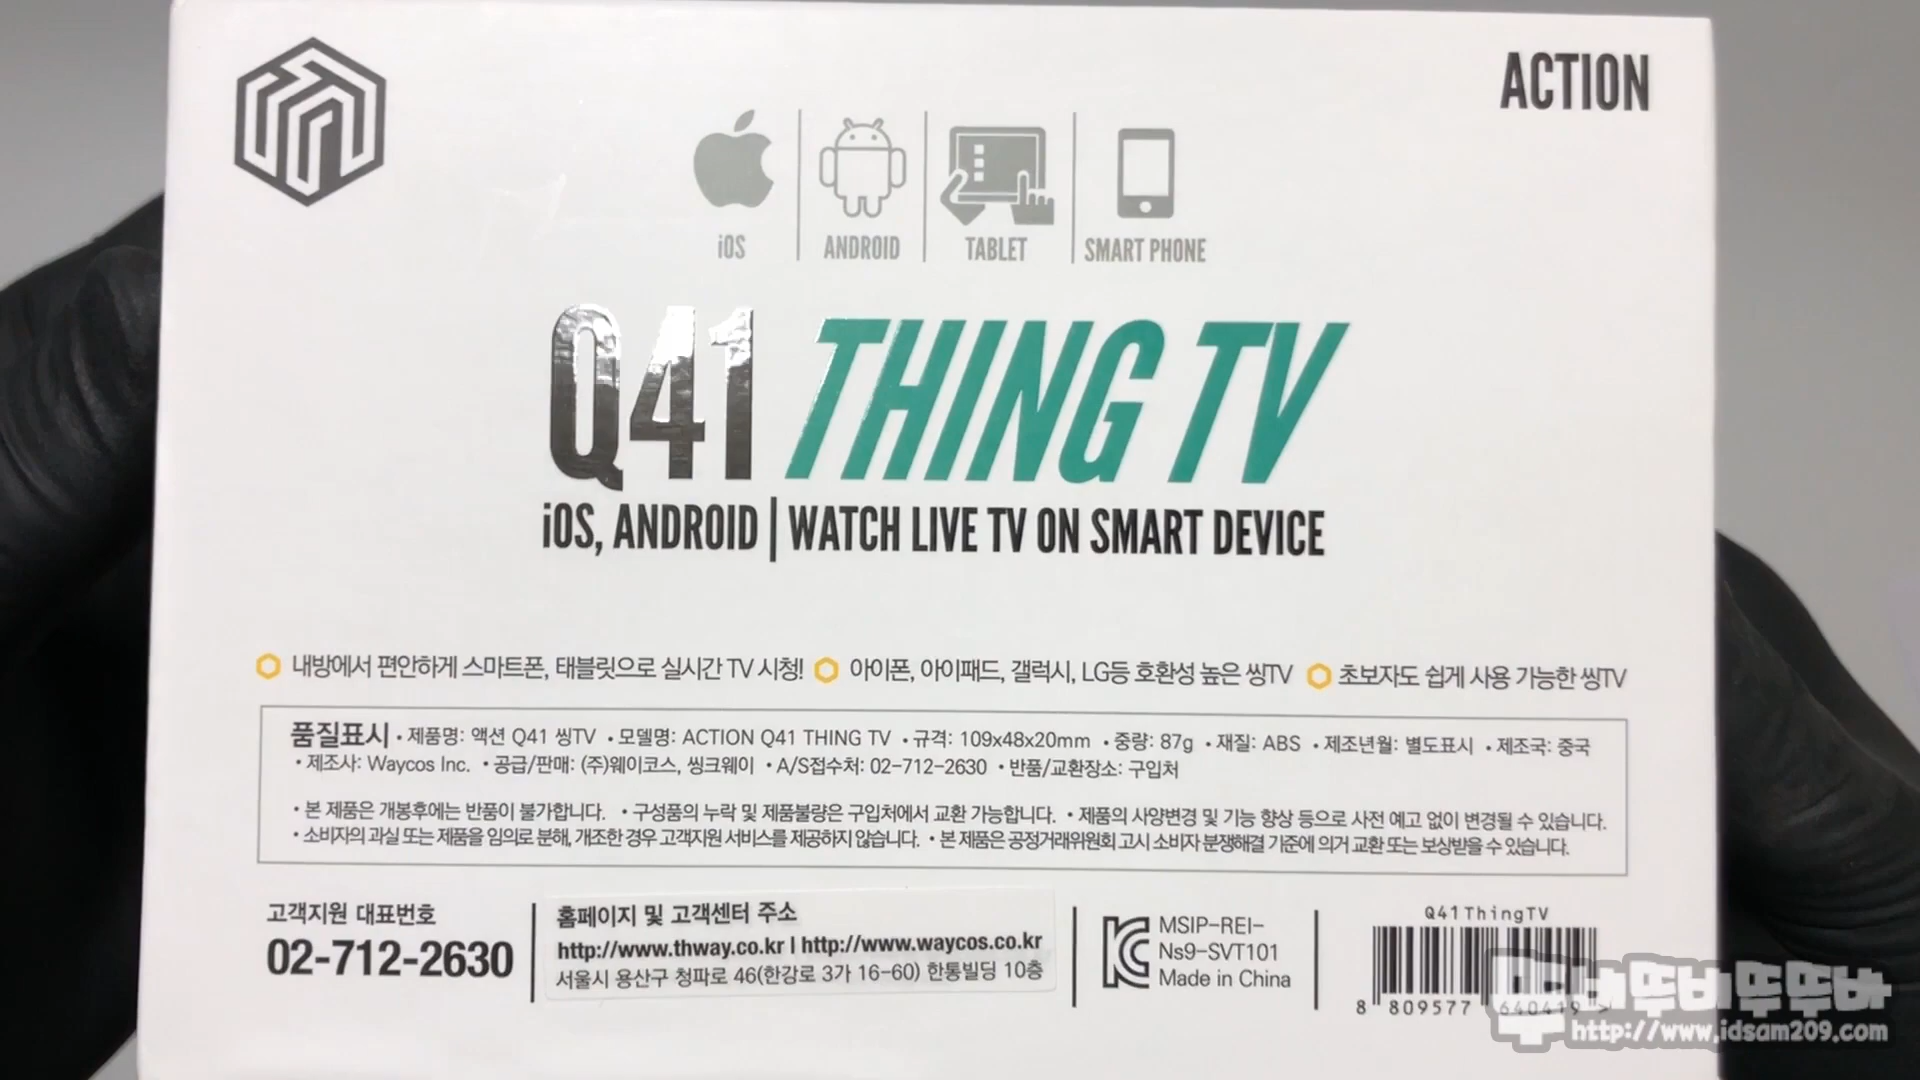 ACTION
iOS
ANDROID
TABLET
SMART PHONE
Q41 THING TV
iOS, ANDROID | WATCH LIVE TV ON SMART DEVICE
내방에서 편안하게 스마트폰, 태블릿으로 실시간 TV 시청! 아이폰, 아이패드, 갤럭시, LG등 호환성 높은 씽TV 초보자도 쉽게 사용 가능한 씽TV
품질표시 • 제품명: 액션 Q41 씽TV • 모델명: ACTION Q41 THING TV • 규격: 109x48x20mm • 중량: 87g • 재질: ABS • 제조년월: 별도표시 • 제조국: 중국
• 제조사: Waycos Inc. • 공급/판매: (주)웨이코스, 씽크웨이 • A/S접수처: 02-712-2630 • 반품/교환장소: 구입처
• 본 제품은 개봉후에는 반품이 불가합니다. • 구성품의 누락 및 제품불량은 구입처에서 교환 가능합니다. • 제품의 사양변경 및 기능 향상 등으로 사전 예고 없이 변경될 수 있습니다.
• 소비자의 과실 또는 제품을 임의로 분해, 개조한 경우 고객지원 서비스를 제공하지 않습니다. • 본 제품은 공정거래위원회 고시 소비자 분쟁해결 기준에 의거 교환 또는 보상받을 수 있습니다.
고객지원 대표번호
02-712-2630
홈페이지 및 고객센터 주소
http://www.thway.co.kr | http://www.waycos.co.kr
서울시 용산구 청파로 46(한강로 3가 16-60) 한통빌딩 10층
MSIP-REI-
Ns9-SVT101
Made in China
Q41ThingTV
8 809577 640419 >
뚜바뚜바뚜뚜바
http://www.idsam209.com